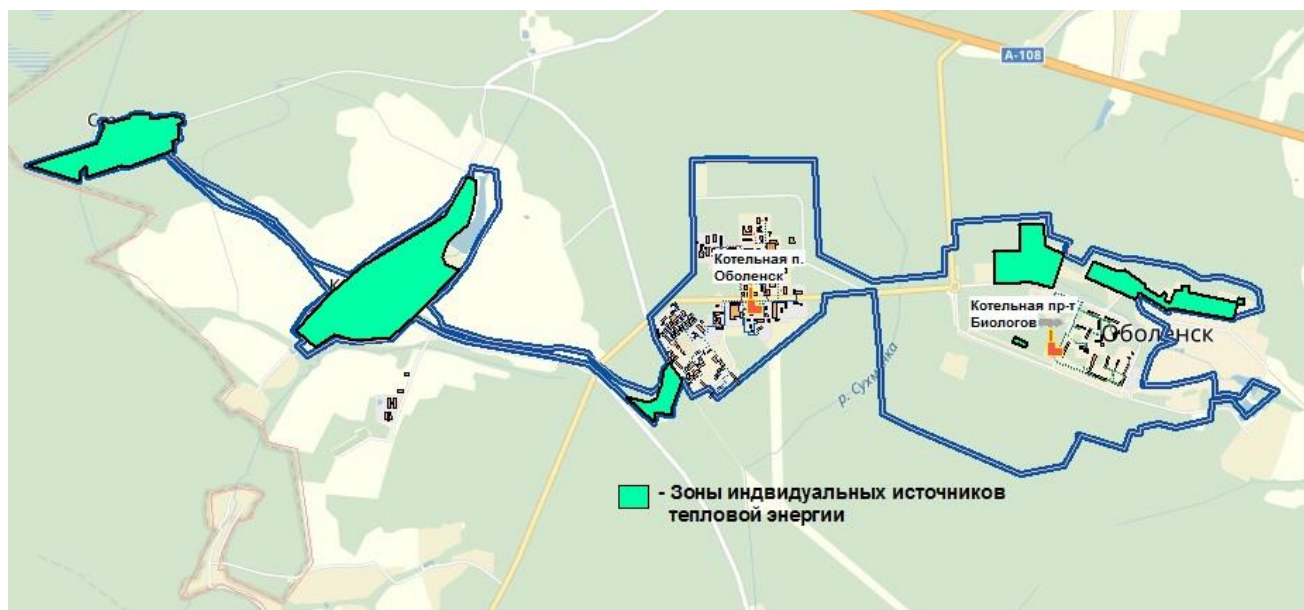 А-108
Котельная п.
Оболенск
Котельная пр-т
Биологов
Оболенск
р. Сухменка
- Зоны индвидуальных источников
тепловой энергии